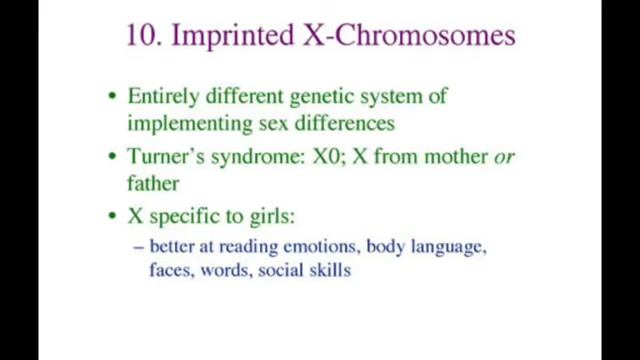 10. Imprinted X-Chromosomes
• Entirely different genetic system of
implementing sex differences
• Turner's syndrome: X0; X from mother or
father
• X specific to girls:
– better at reading emotions, body language,
faces, words, social skills